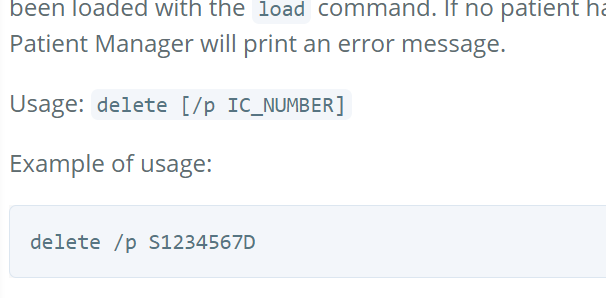 been loaded with the load command. If no patient ha
Patient Manager will print an error message.
Usage: delete [/p IC_NUMBER]
Example of usage:
delete /p S1234567D